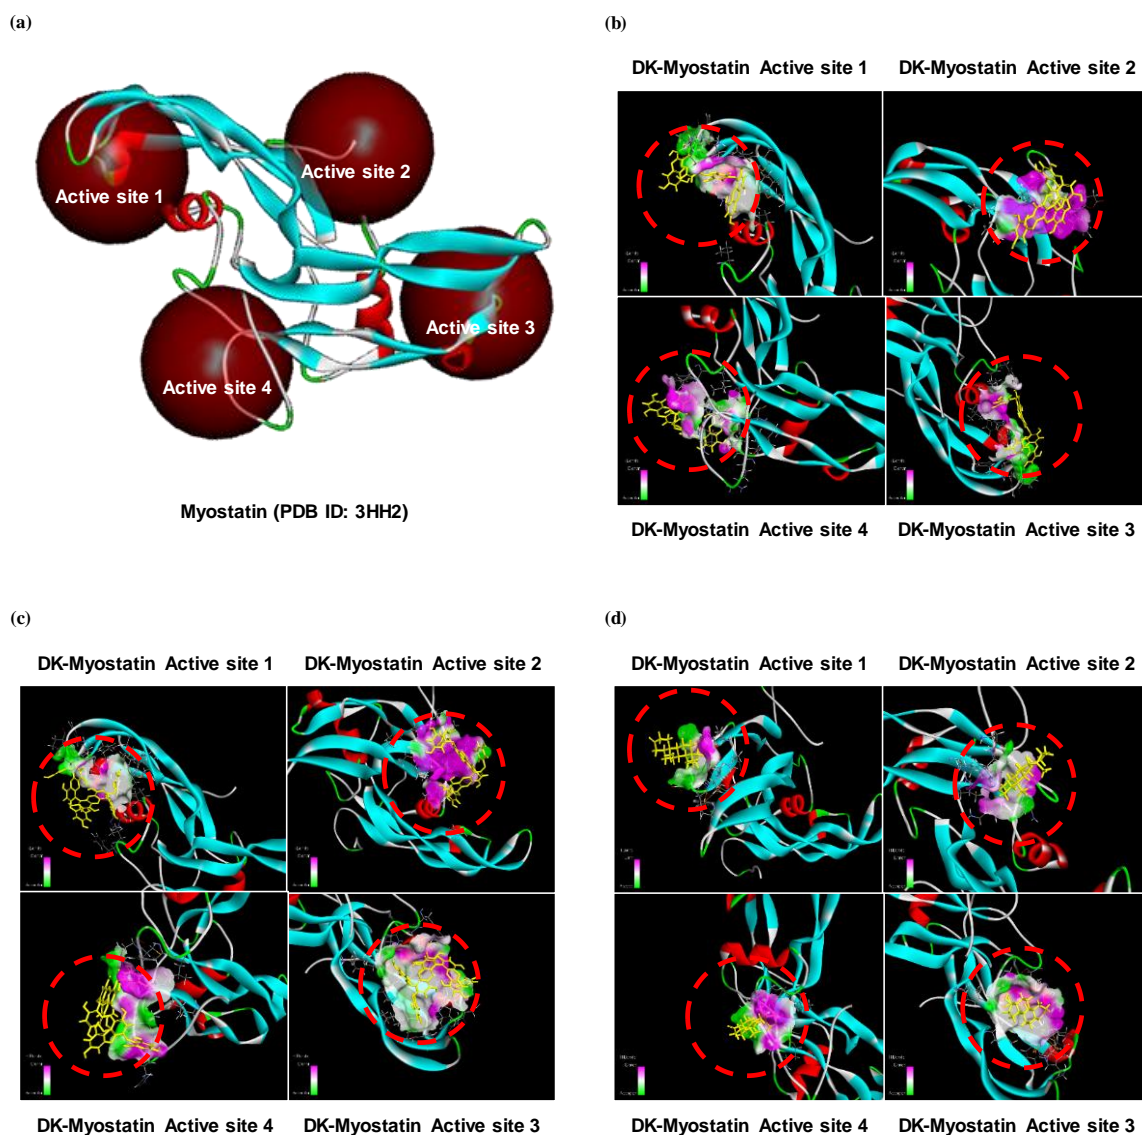 (a)
(b)
Active site 1
Active site 2
Active site 3
Active site 4
Myostatin (PDB ID: 3HH2)
DK-Myostatin Active site 1
DK-Myostatin Active site 2
DK-Myostatin Active site 4
DK-Myostatin Active site 3
(c)
(d)
DK-Myostatin Active site 1
DK-Myostatin Active site 2
DK-Myostatin Active site 1
DK-Myostatin Active site 2
DK-Myostatin Active site 4
DK-Myostatin Active site 3
DK-Myostatin Active site 4
DK-Myostatin Active site 3